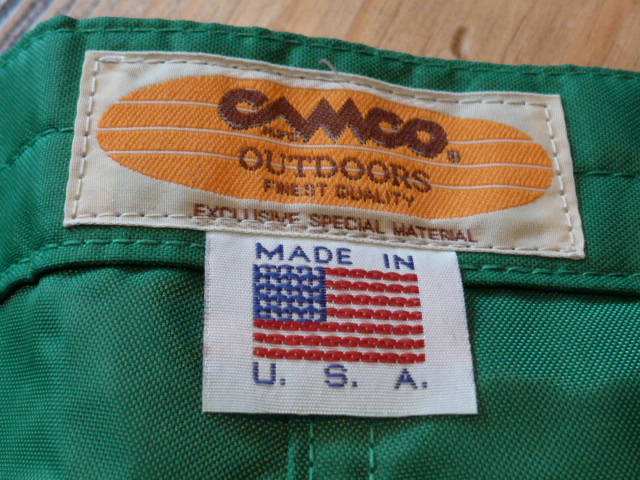 CAMCO®
OUTDOORS
FINEST QUALITY
EXCLUSIVE SPECIAL MATERIAL
MADE IN
U. S. A.